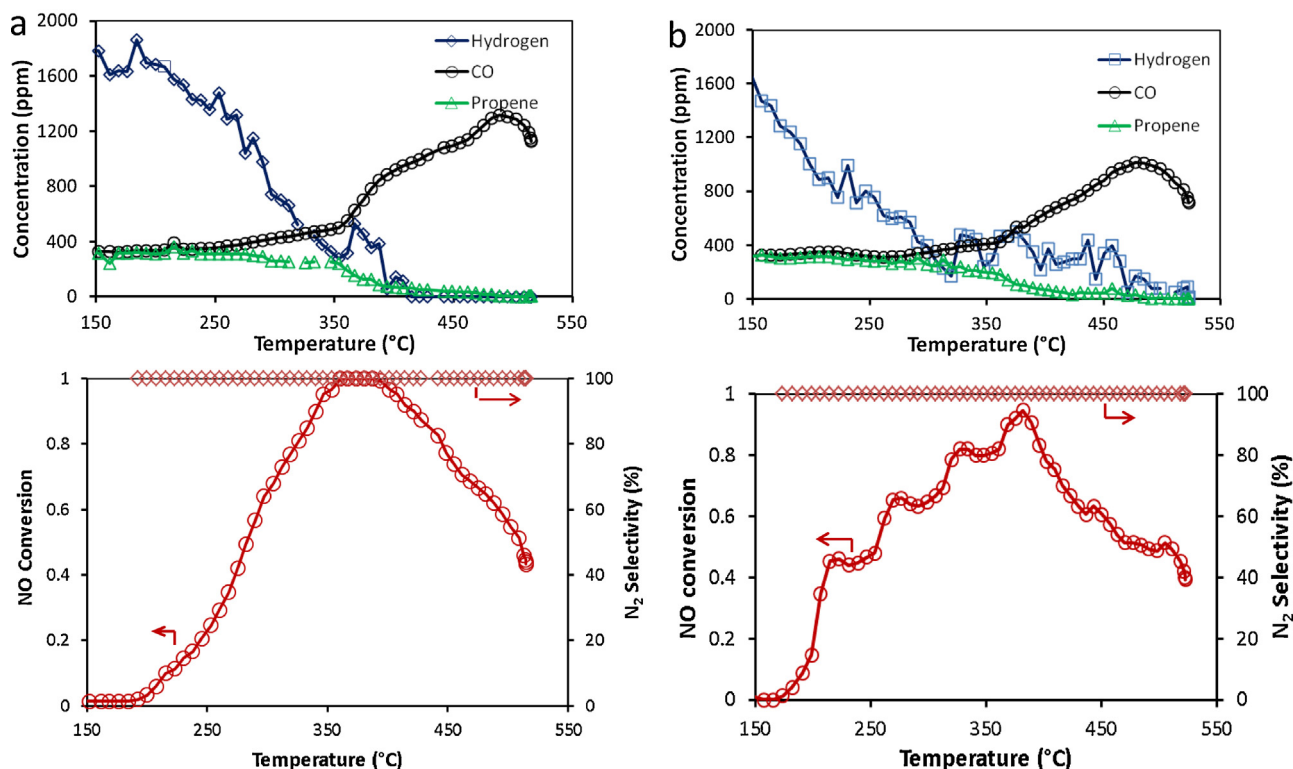 a
2000
1600
1200
800
400
0
Concentration (ppm)
Hydrogen
CO
Propene
150 250 350 450 550
Temperature (°C)
b
2000
1600
1200
800
400
0
Concentration (ppm)
Hydrogen
CO
Propene
150 250 350 450 550
Temperature (°C)
1
0.8
0.6
0.4
0.2
0
NO Conversion
100
80
60
40
20
0
N2 Selectivity (%)
150 250 350 450 550
Temperature (°C)
1
0.8
0.6
0.4
0.2
0
NO conversion
100
80
60
40
20
0
N2 Selectivity (%)
150 250 350 450 550
Temperature (°C)